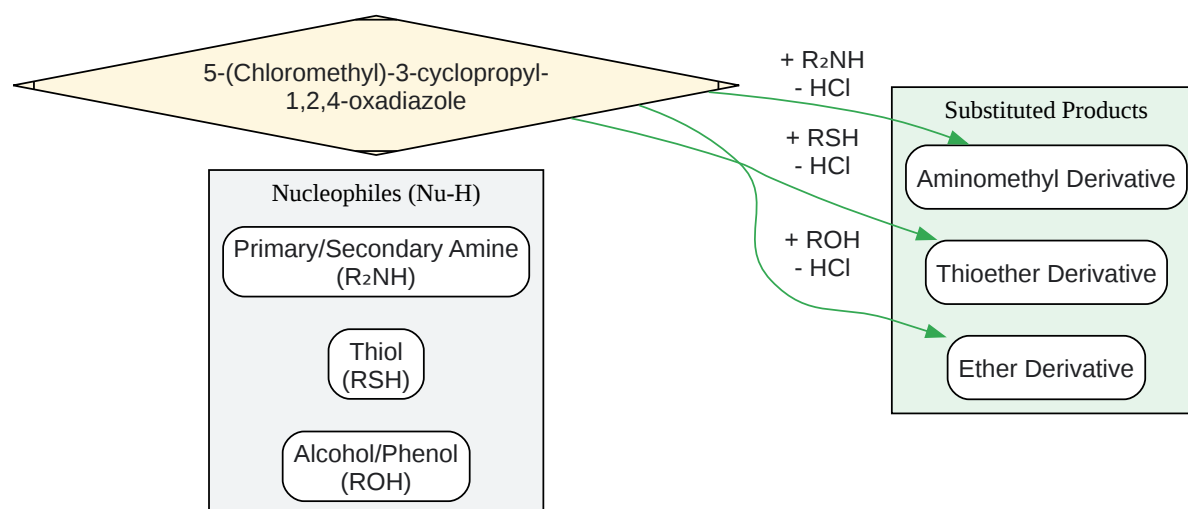 5-(Chloromethyl)-3-cyclopropyl-
1,2,4-oxadiazole
+ R₂NH
- HCl
+ RSH
- HCl
+ ROH
- HCl
Nucleophiles (Nu-H)
Primary/Secondary Amine
(R₂NH)
Thiol
(RSH)
Alcohol/Phenol
(ROH)
Substituted Products
Aminomethyl Derivative
Thioether Derivative
Ether Derivative